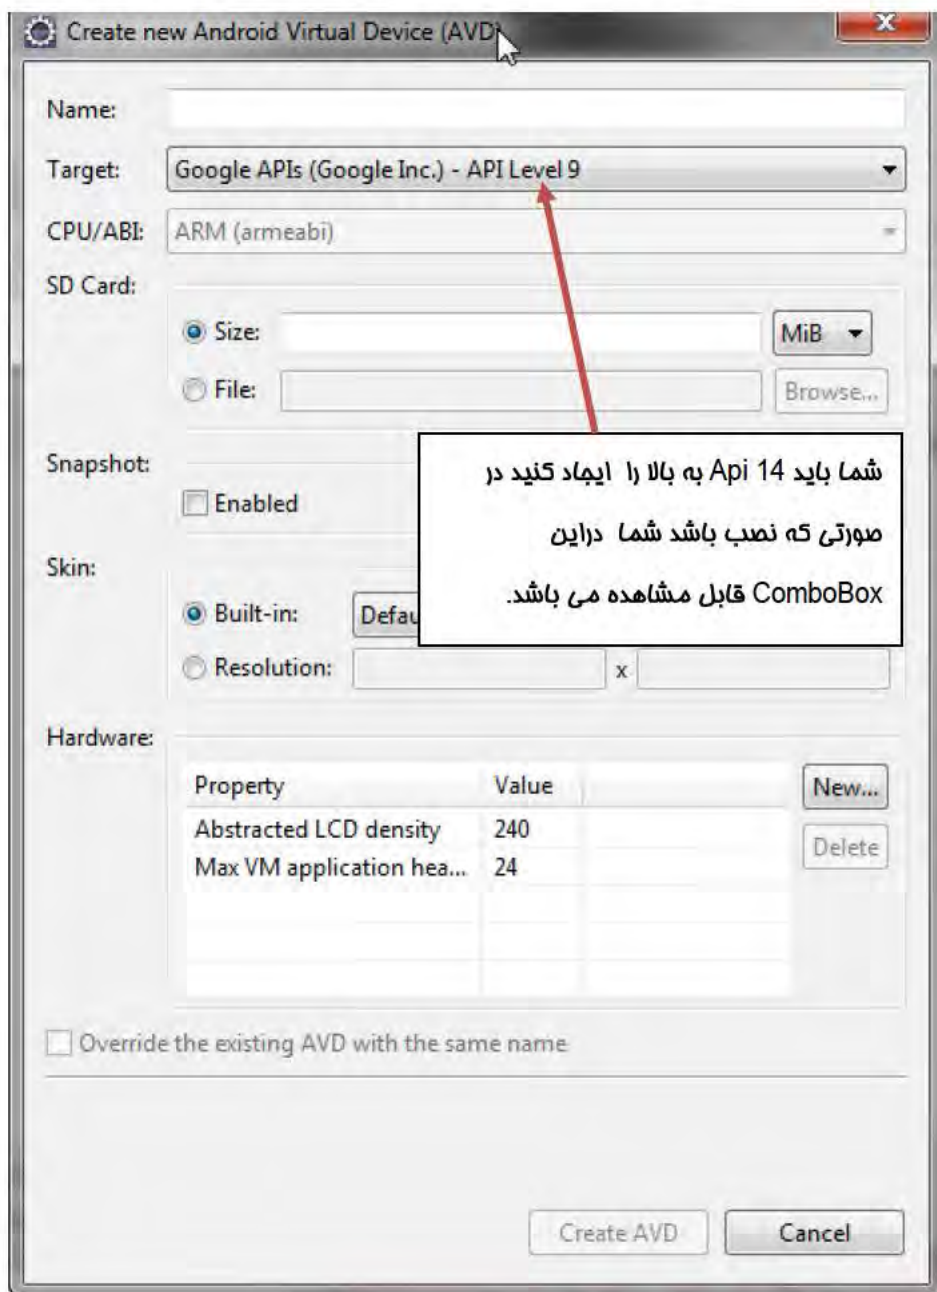 Create new Android Virtual Device (AVD)
x
Name:
Target: Google APIs (Google Inc.) - API Level 9
CPU/ABI: ARM (armeabi)
SD Card:
Size: MiB
File: Browse...
Snapshot:
Enabled
شما باید Api 14 به بالا را ایجاد کنید در
صورتی که نصب باشد شما دراین
ComboBox قابل مشاهده می باشد.
Skin:
Built-in: Defau
Resolution: x
Hardware:
Property Value New...
Abstracted LCD density 240
Delete
Max VM application hea... 24
Override the existing AVD with the same name
Create AVD Cancel